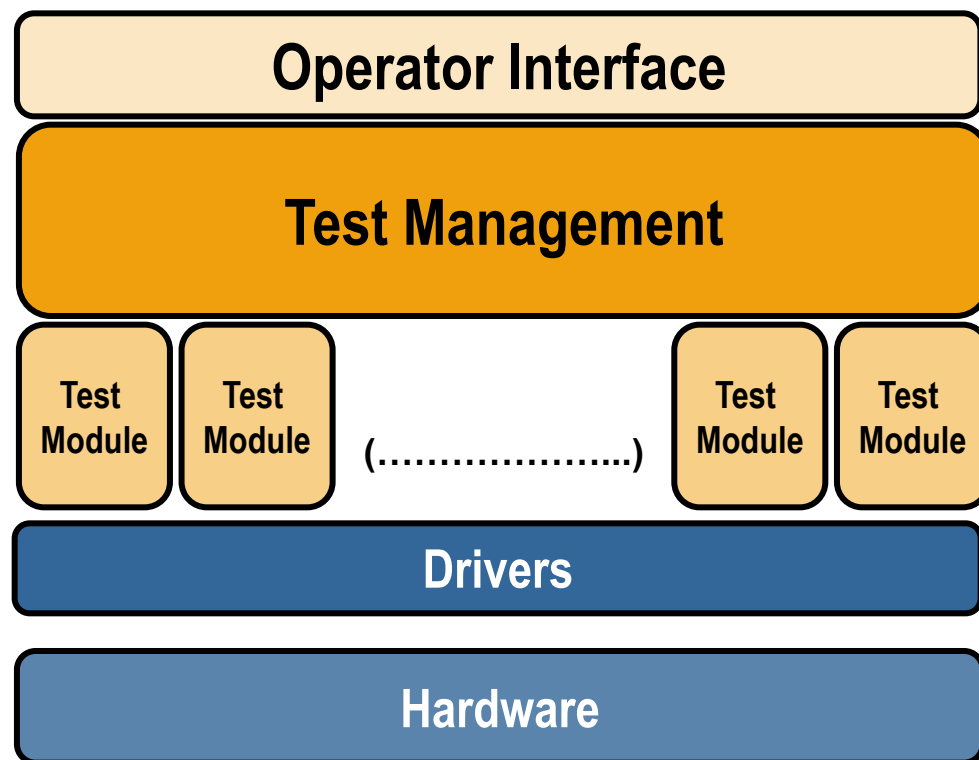 Operator Interface
Test Management
Test
Module
Test
Module
(…………………...)
Test
Module
Test
Module
Drivers
Hardware